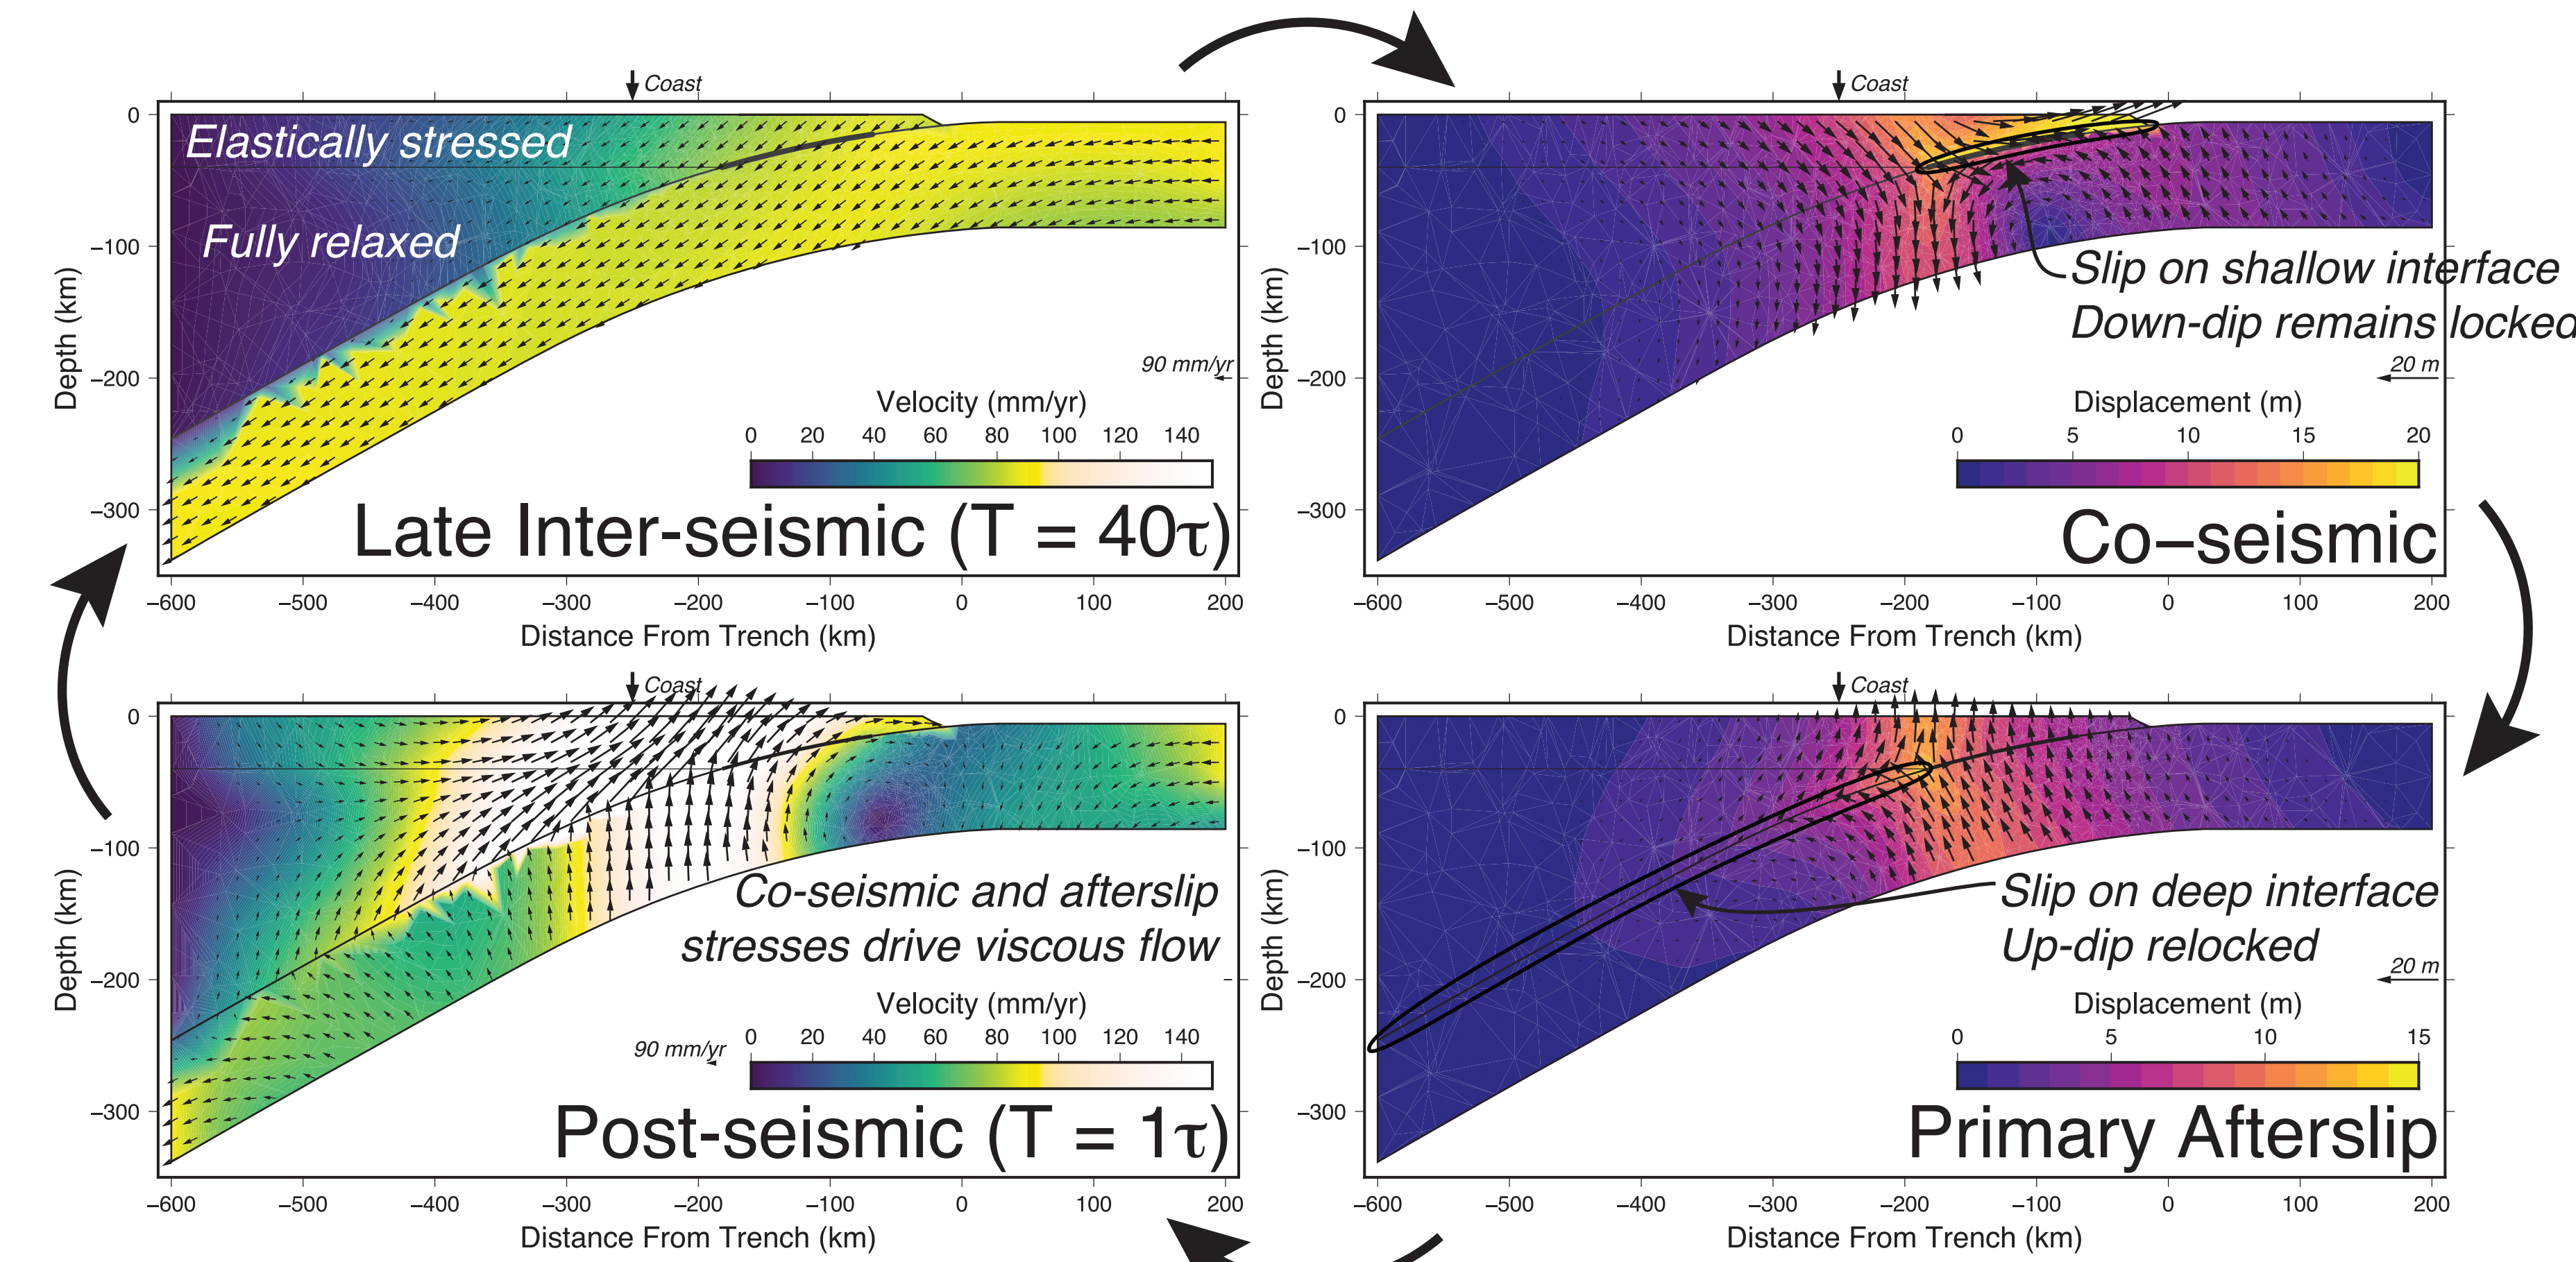 Coast
Elastically stressed
Fully relaxed
0
−100
−200
−300
Depth (km)
90 mm/yr
Velocity (mm/yr)
0 20 40 60 80 100 120 140
Late Inter-seismic (T = 40τ)
−600 −500 −400 −300 −200 −100 0 100 200
Distance From Trench (km)
Coast
0
−100
−200
−300
Depth (km)
Slip on shallow interface
Down-dip remains locked
20 m
Displacement (m)
0 5 10 15 20
Co−seismic
−600 −500 −400 −300 −200 −100 0 100 200
Distance From Trench (km)
Coast
0
−100
−200
−300
Depth (km)
Co-seismic and afterslip
stresses drive viscous flow
Velocity (mm/yr)
90 mm/yr
0 20 40 60 80 100 120 140
Post-seismic (T = 1τ)
−600 −500 −400 −300 −200 −100 0 100 200
Distance From Trench (km)
Coast
0
−100
−200
−300
Depth (km)
Slip on deep interface
Up-dip relocked
20 m
Displacement (m)
0 5 10 15
Primary Afterslip
−600 −500 −400 −300 −200 −100 0 100 200
Distance From Trench (km)